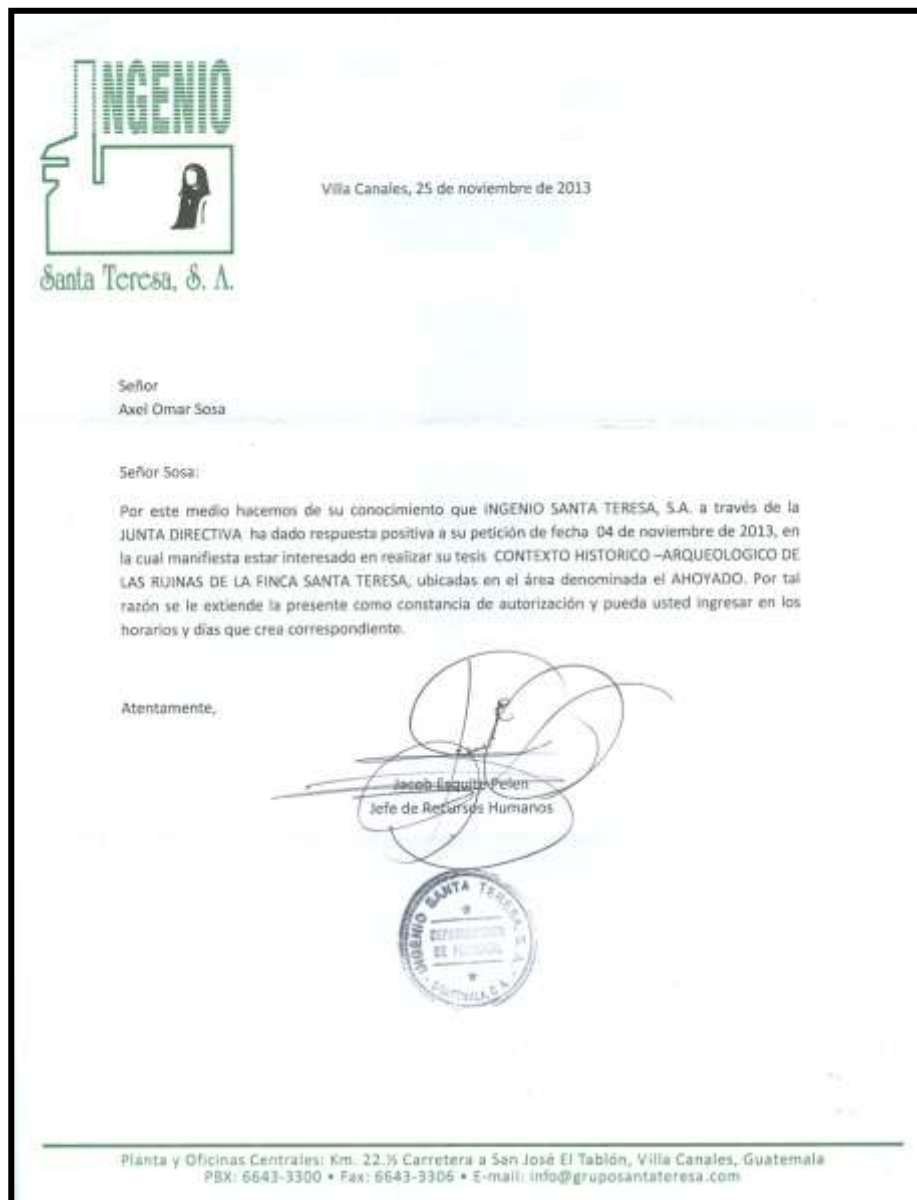 INGENIO
Santa Teresa, S. A.
Villa Canales, 25 de noviembre de 2013
Señor
Axel Omar Sosa
Señor Sosa:
Por este medio hacemos de su conocimiento que INGENIO SANTA TERESA, S.A. a través de la
JUNTA DIRECTIVA ha dado respuesta positiva a su petición de fecha 04 de noviembre de 2013, en
la cual manifiesta estar interesado en realizar su tesis CONTEXTO HISTORICO –ARQUEOLOGICO DE
LAS RUINAS DE LA FINCA SANTA TERESA, ubicadas en el área denominada el AHOYADO. Por tal
razón se le extiende la presente como constancia de autorización y pueda usted ingresar en los
horarios y días que crea correspondiente.
Atentamente,
Jacob Esquite Pelen
Jefe de Recursos Humanos
INGENIO SANTA TERESA, S. A.
DE
GUATEMALA, C. A.
Planta y Oficinas Centrales: Km. 22.½ Carretera a San José El Tablón, Villa Canales, Guatemala
PBX: 6643-3300 • Fax: 6643-3306 • E-mail: info@gruposantateresa.com